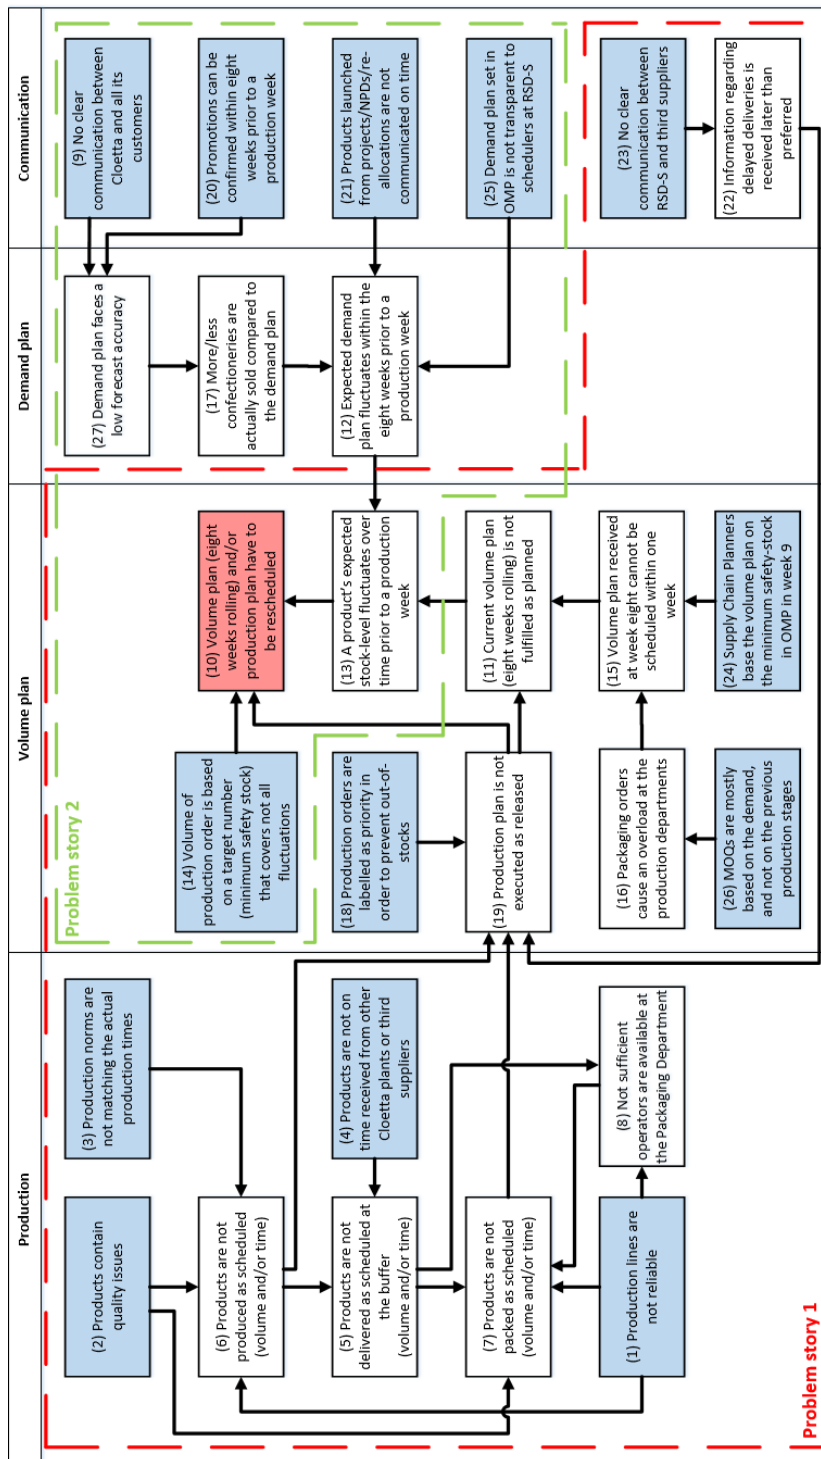 Production
Volume plan
Demand plan
Communication
Problem story 2
(2) Products contain
quality issues
(3) Production norms are
not matching the actual
production times
(14) Volume of
production order is based
on a target number
(minimum safety stock)
that covers not all
fluctuations
(10) Volume plan (eight
weeks rolling) and/or
production plan have to
be rescheduled
(27) Demand plan faces a
low forecast accuracy
(9) No clear
communication between
Cloetta and all its
customers
(17) More/less
confectioneries are
actually sold compared to
the demand plan
(20) Promotions can be
confirmed within eight
weeks prior to a
production week
(6) Products are not
produced as scheduled
(volume and/or time)
(13) A product's expected
stock-level fluctuates over
time prior to a production
week
(12) Expected demand
plan fluctuates within the
eight weeks prior to a
production week
(21) Products launched
from projects/NPDs/re-
allocations are not
communicated on time
(5) Products are not
delivered as scheduled at
the buffer
(volume and/or time)
(4) Products are not on
time received from other
Cloetta plants or third
suppliers
(18) Production orders are
labelled as priority in
order to prevent out-of-
stocks
(11) Current volume plan
(eight weeks rolling) is not
fulfilled as planned
(25) Demand plan set in
OMP is not transparent to
schedulers at RSD-S
(7) Products are not
packed as scheduled
(volume and/or time)
(19) Production plan is not
executed as released
(15) Volume plan received
at week eight cannot be
scheduled within one
week
(23) No clear
communication between
RSD-S and third suppliers
(1) Production lines are
not reliable
(8) Not sufficient
operators are available at
the Packaging Department
(16) Packaging orders
cause an overload at the
production departments
(26) MOQs are mostly
based on the demand,
and not on the previous
production stages
(24) Supply Chain Planners
base the volume plan on
the minimum safety-stock
in OMP in week 9
(22) Information regarding
delayed deliveries is
received later than
preferred
Problem story 1